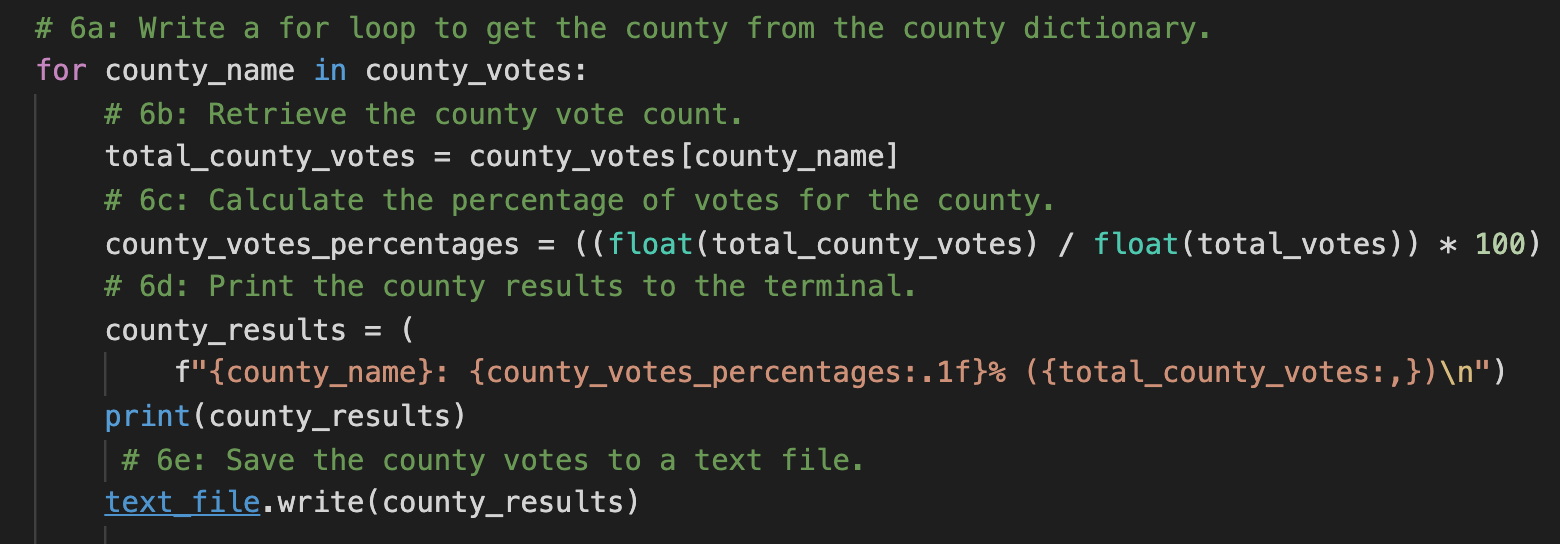 # 6a: Write a for loop to get the county from the county dictionary.
for county_name in county_votes:
    # 6b: Retrieve the county vote count.
    total_county_votes = county_votes[county_name]
    # 6c: Calculate the percentage of votes for the county.
    county_votes_percentages = ((float(total_county_votes) / float(total_votes)) * 100)
    # 6d: Print the county results to the terminal.
    county_results = (
        f"{county_name}: {county_votes_percentages:.1f}% ({total_county_votes:,})\n")
    print(county_results)
     # 6e: Save the county votes to a text file.
    text_file.write(county_results)